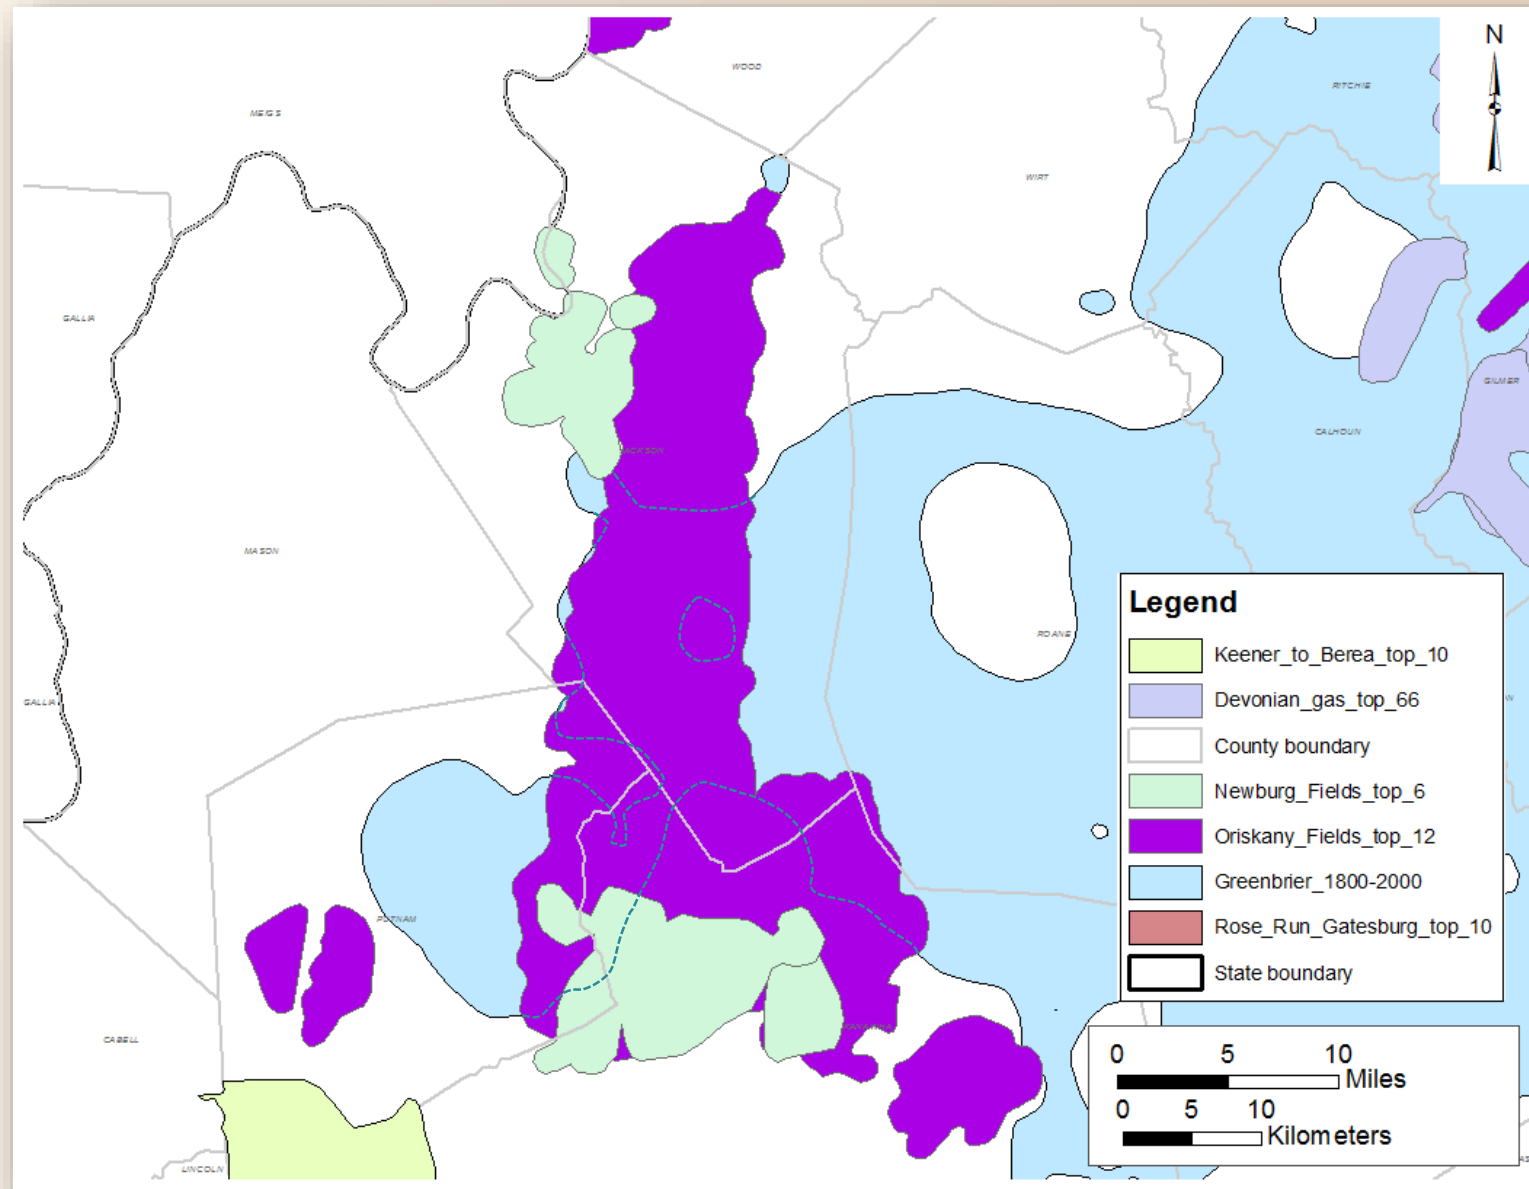 N
WOOD
RITCHIE
MEIGS
WIRT
GALLIA
GILMER
CALHOUN
JACKSON
MASON
ROANE
GALLIA
PUTNAM
KANAWHA
CABELL
LINCOLN
Legend
Keener_to_Berea_top_10
Devonian_gas_top_66
County boundary
Newburg_Fields_top_6
Oriskany_Fields_top_12
Greenbrier_1800-2000
Rose_Run_Gatesburg_top_10
State boundary
0 5 10
Miles
0 5 10
Kilometers